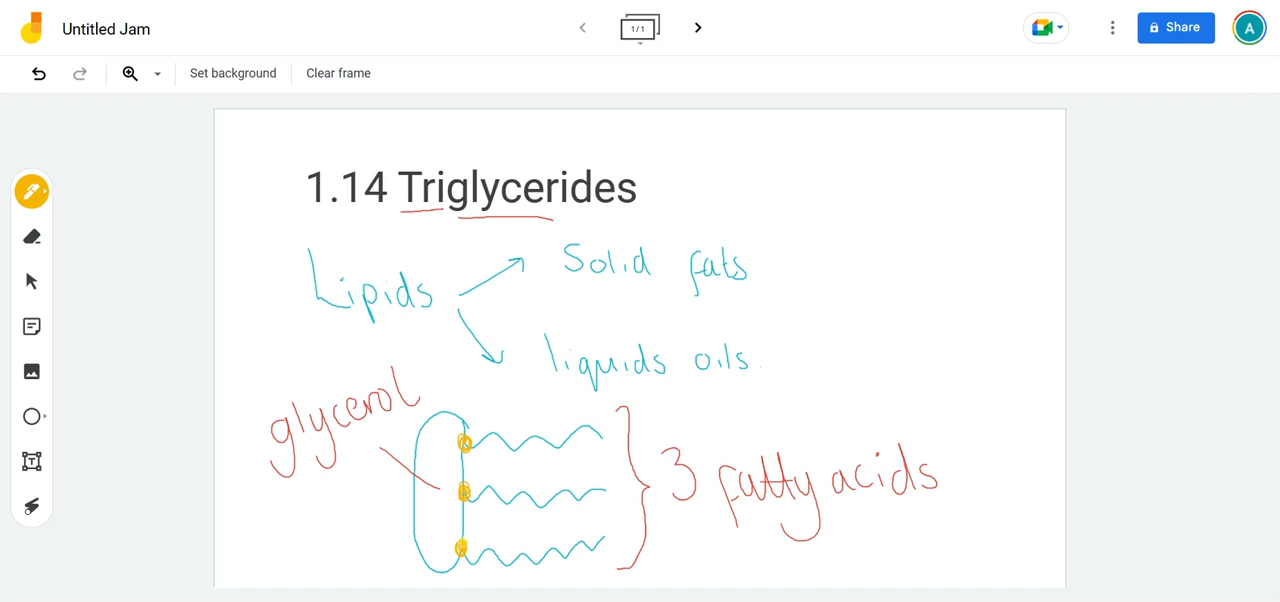 Untitled Jam
1/1
Share
A
Set background
Clear frame
1.14 Triglycerides
Lipids
Solid fats
liquids oils.
glycerol
3 fatty acids
T